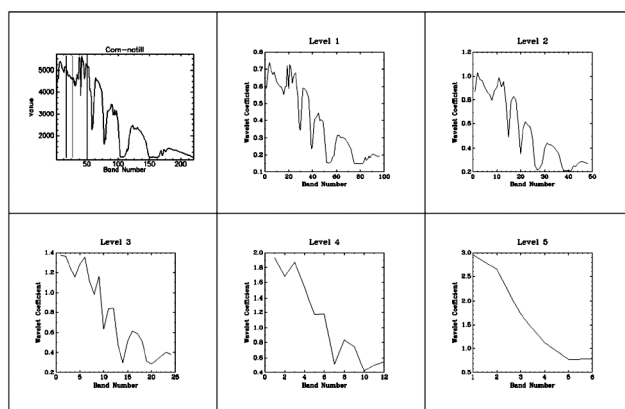 Corn-notill
5000
4000
3000
2000
Value
0 50 100 150 200
Band Number
Level 1
0.8
0.7
0.6
0.5
0.4
0.3
0.2
0.1
Wavelet Coefficient
0 20 40 60 80 100
Band Number
Level 2
1.2
1.0
0.8
0.6
0.4
0.2
Wavelet Coefficient
0 10 20 30 40 50
Band Number
Level 3
1.4
1.2
1.0
0.8
0.6
0.4
0.2
Wavelet Coefficient
0 5 10 15 20 25
Band Number
Level 4
2.0
1.6
1.2
0.8
0.4
Wavelet Coefficient
0 2 4 6 8 10 12
Band Number
Level 5
3.0
2.5
2.0
1.5
1.0
0.5
Wavelet Coefficient
1 2 3 4 5 6
Band Number